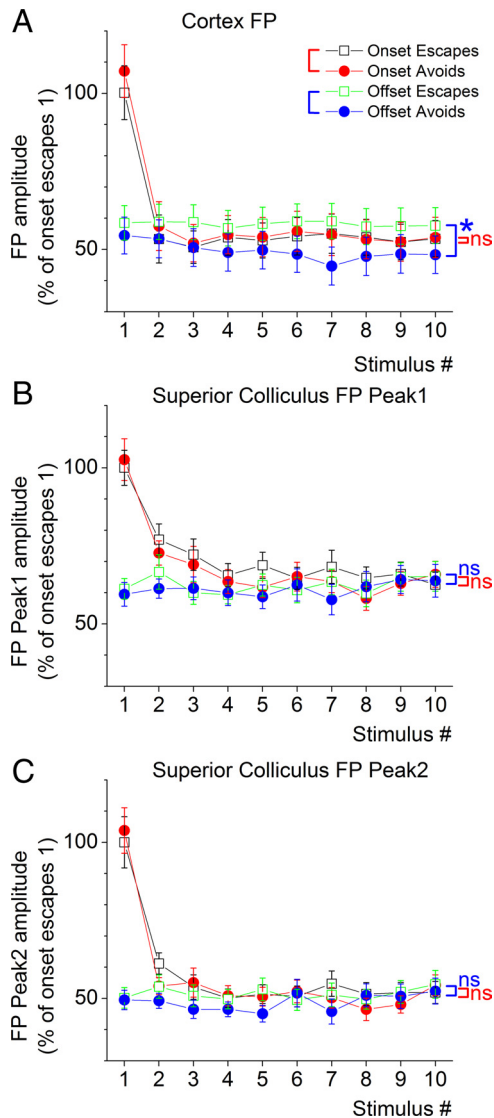 A
Cortex FP
Onset Escapes
Onset Avoids
Offset Escapes
Offset Avoids
FP amplitude
(% of onset escapes 1)
100
50
*
ns
1 2 3 4 5 6 7 8 9 10
Stimulus #
B
Superior Colliculus FP Peak1
FP Peak1 amplitude
(% of onset escapes 1)
100
50
ns
ns
1 2 3 4 5 6 7 8 9 10
Stimulus #
C
Superior Colliculus FP Peak2
FP Peak2 amplitude
(% of onset escapes 1)
100
50
ns
ns
1 2 3 4 5 6 7 8 9 10
Stimulus #